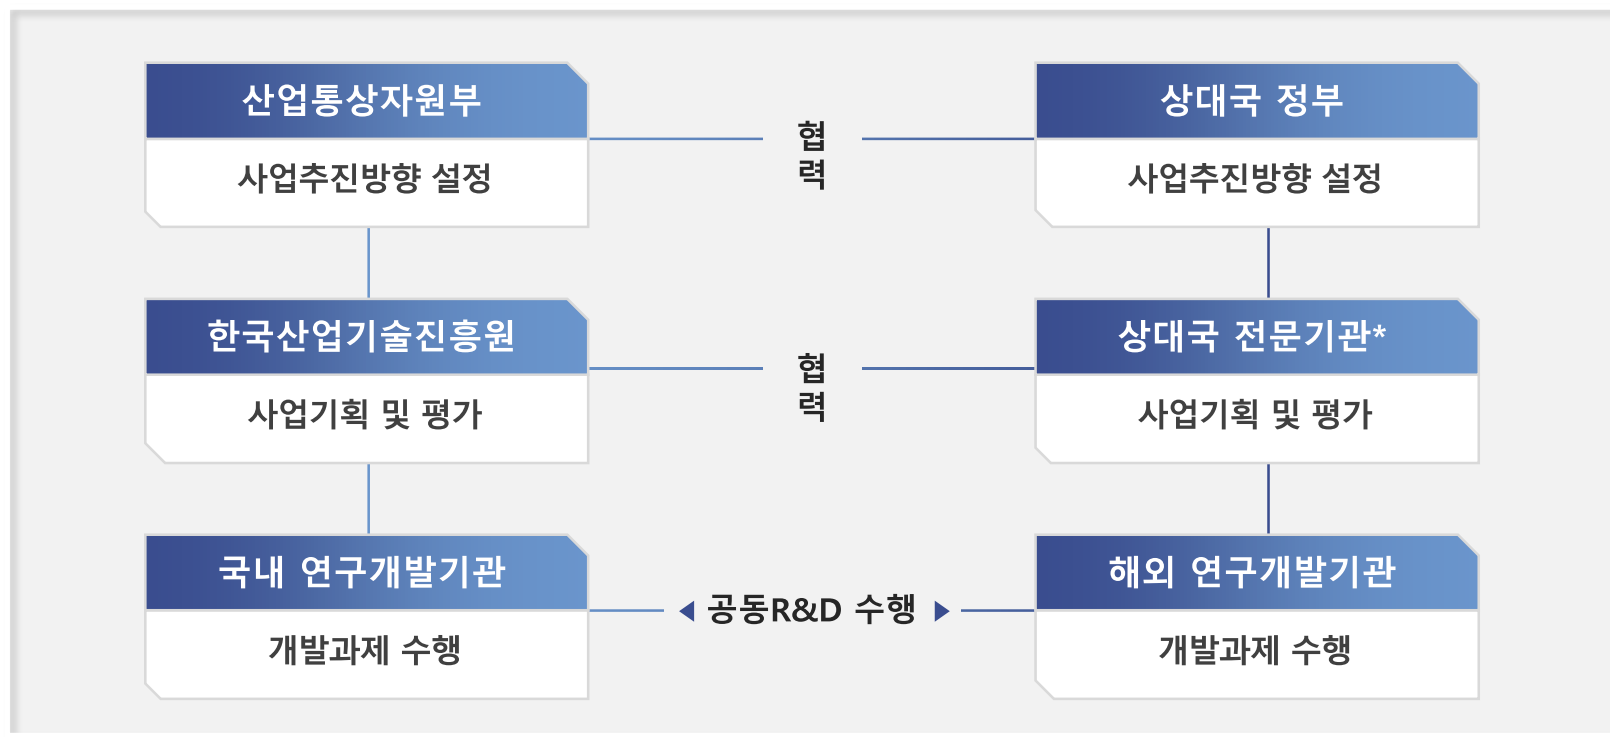 산업통상자원부
사업추진방향 설정
협
력
상대국 정부
사업추진방향 설정
한국산업기술진흥원
사업기획 및 평가
협
력
상대국 전문기관*
사업기획 및 평가
국내 연구개발기관
개발과제 수행
공동R&D 수행
해외 연구개발기관
개발과제 수행